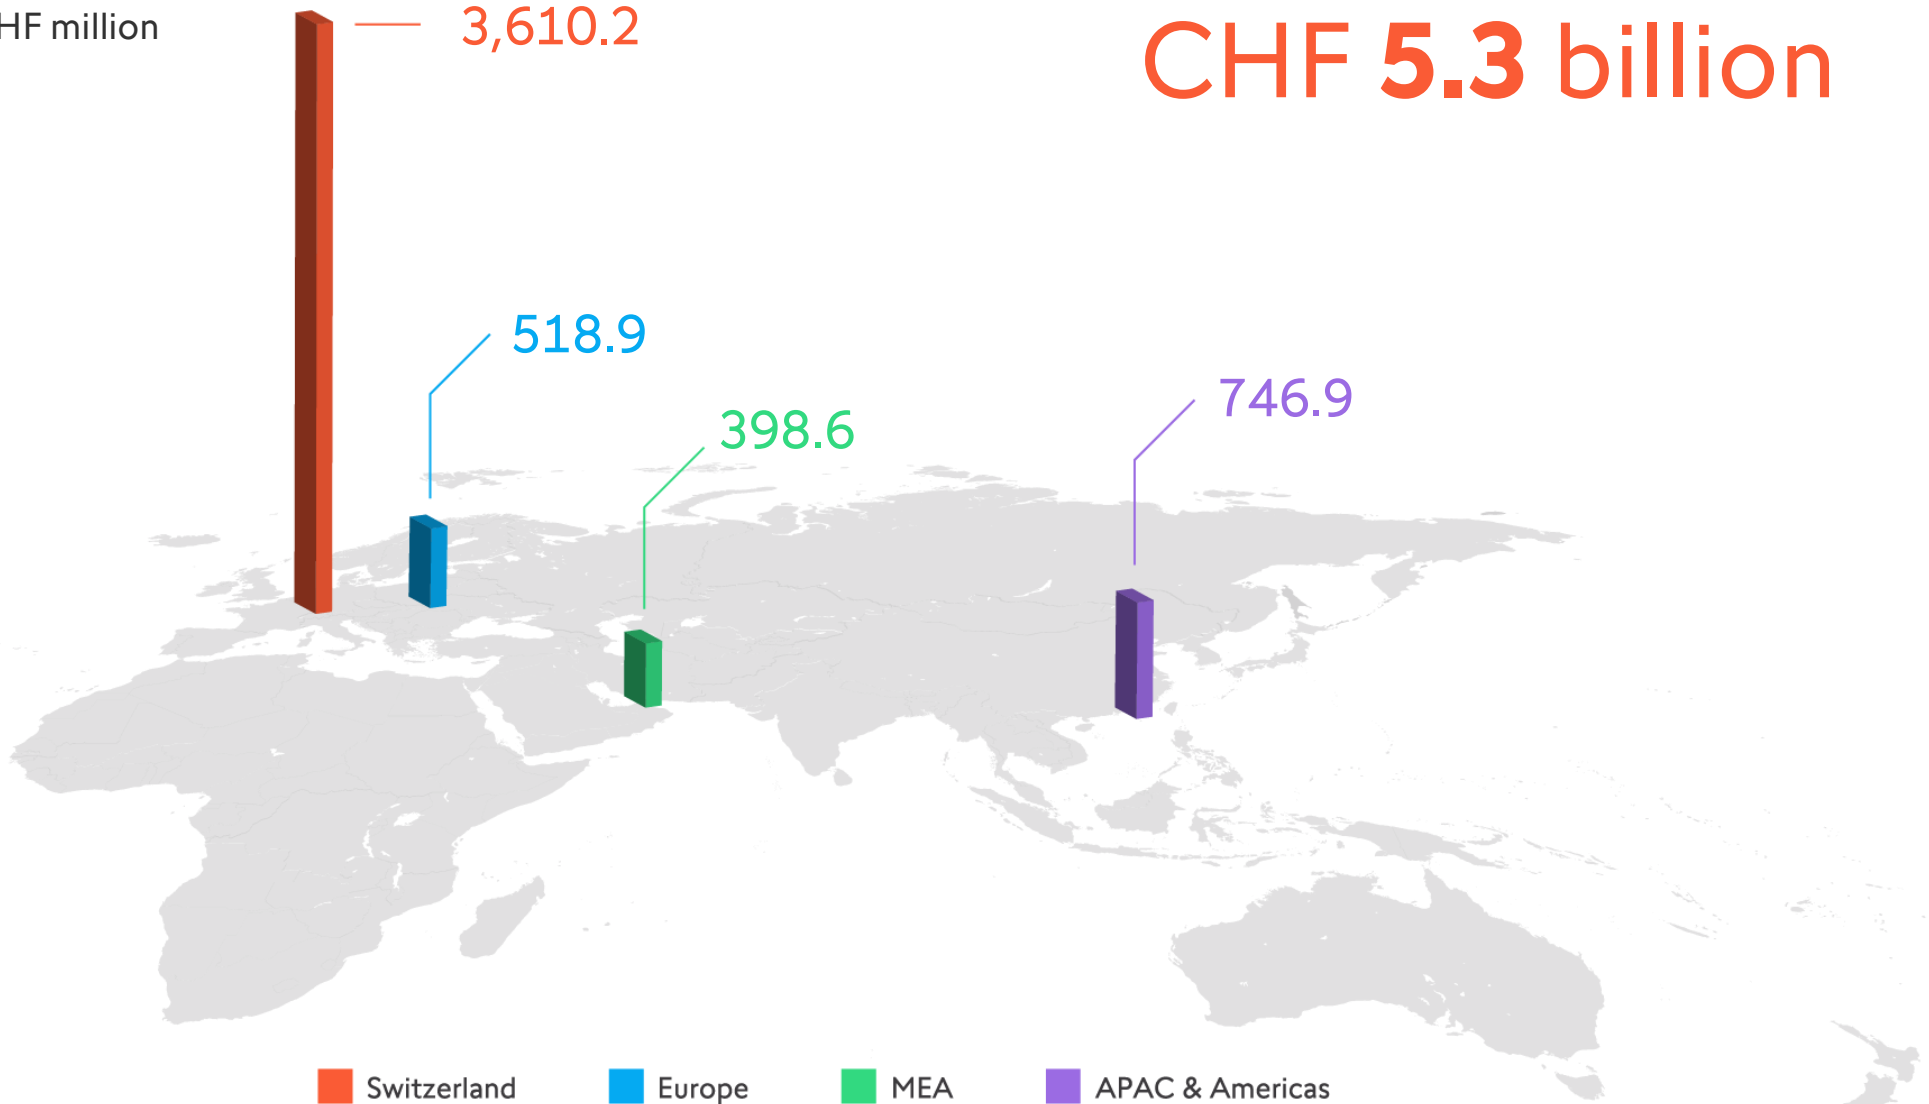 HF million
3,610.2
CHF 5.3 billion
518.9
398.6
746.9
Switzerland
Europe
MEA
APAC & Americas